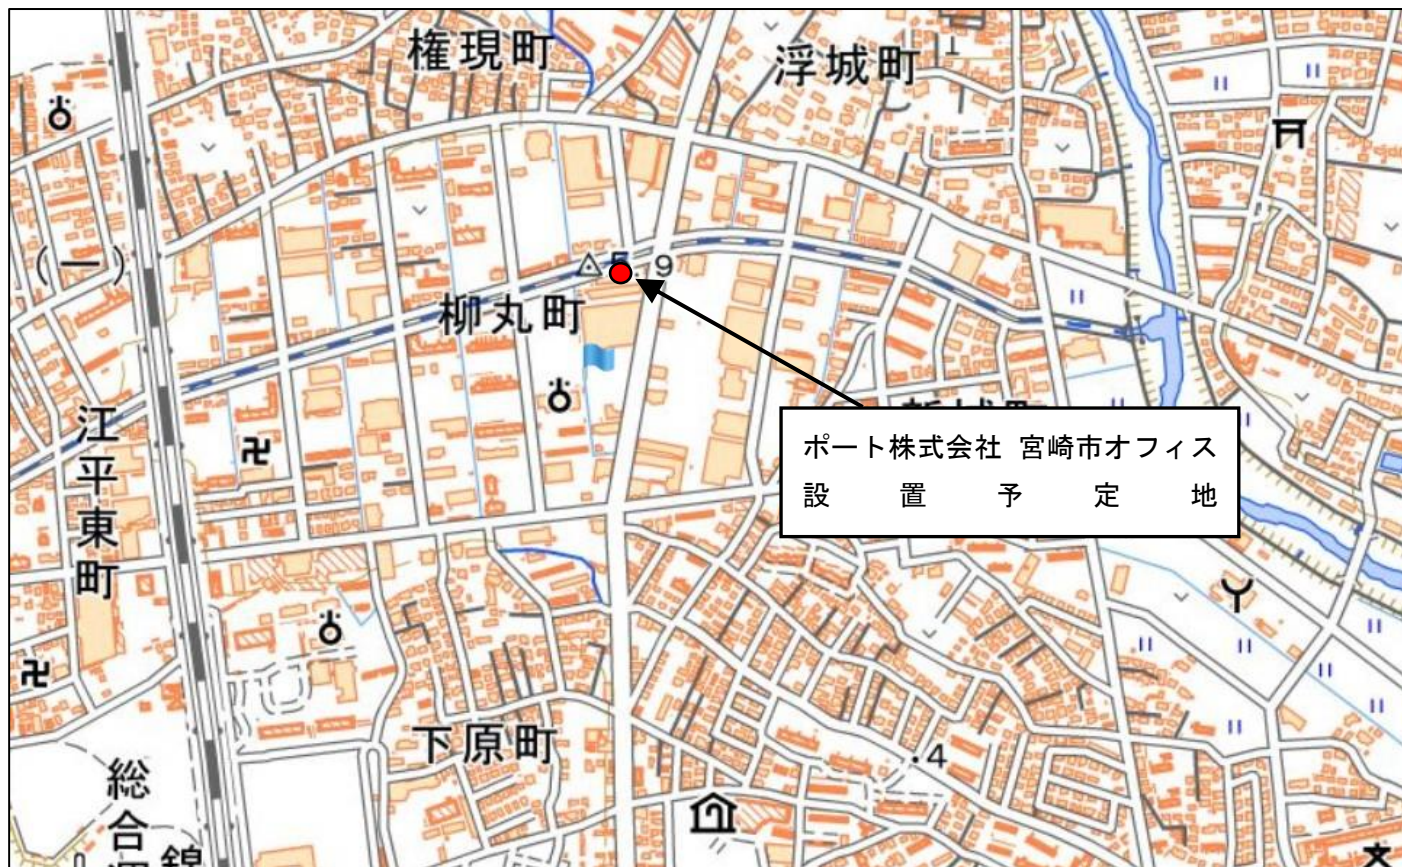 権現町
浮城町
(一)
. 9
柳丸町
江平東町
ポート株式会社 宮崎市オフィス
設置予定地
下原町
・4
総合